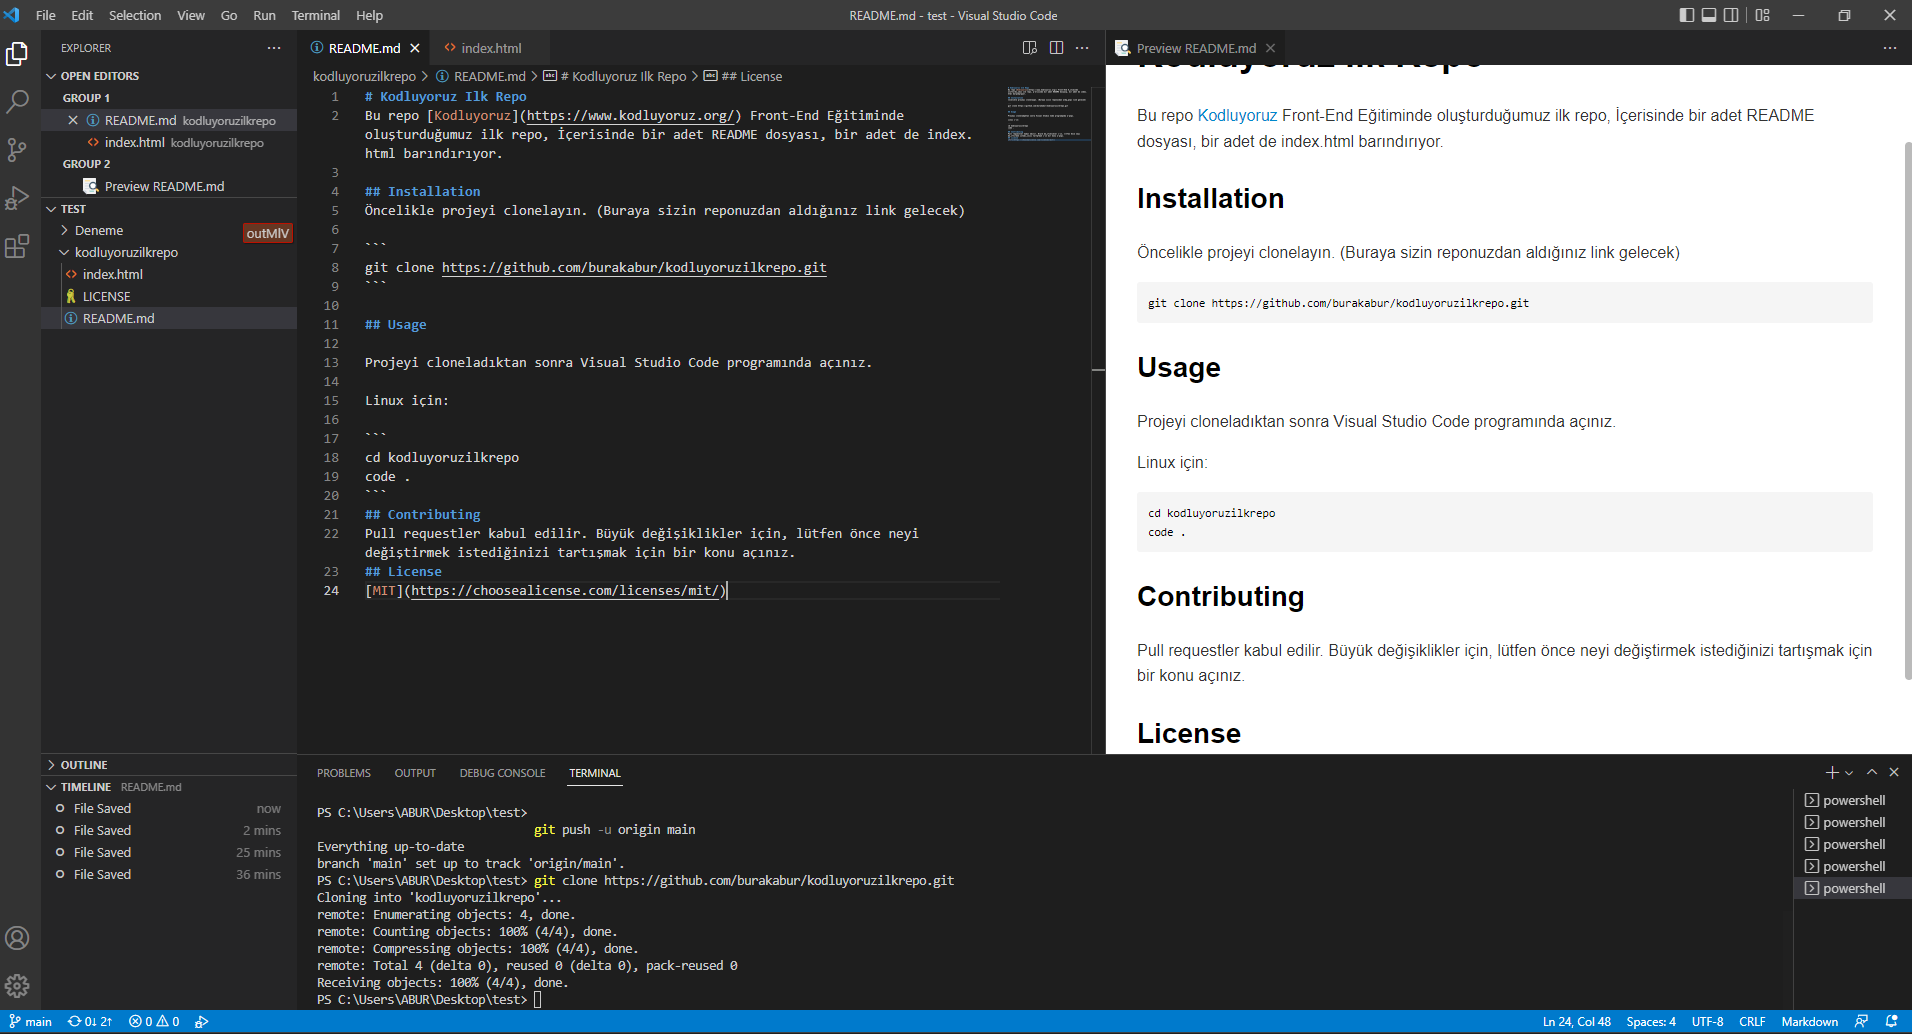 File Edit Selection View Go Run Terminal Help
README.md - test - Visual Studio Code
EXPLORER
OPEN EDITORS
GROUP 1
README.md kodluyoruzilkrepo
index.html kodluyoruzilkrepo
GROUP 2
Preview README.md
TEST
Deneme
outMIV
kodluyoruzilkrepo
index.html
LICENSE
README.md
OUTLINE
TIMELINE README.md
File Saved now
File Saved 2 mins
File Saved 25 mins
File Saved 36 mins
README.md
index.html
kodluyoruzilkrepo > README.md > # Kodluyoruz Ilk Repo > ## License
1 # Kodluyoruz Ilk Repo
2 Bu repo [Kodluyoruz](https://www.kodluyoruz.org/) Front-End Eğitiminde
oluşturduğumuz ilk repo, İçerisinde bir adet README dosyası, bir adet de index.
html barındırıyor.
3
4 ## Installation
5 Öncelikle projeyi clonelayın. (Buraya sizin reponuzdan aldığınız link gelecek)
6
7 ```
8 git clone https://github.com/burakabur/kodluyoruzilkrepo.git
9 ```
10
11 ## Usage
12
13 Projeyi cloneladıktan sonra Visual Studio Code programında açınız.
14
15 Linux için:
16
17 ```
18 cd kodluyoruzilkrepo
19 code .
20 ```
21 ## Contributing
22 Pull requestler kabul edilir. Büyük değişiklikler için, lütfen önce neyi
değiştirmek istediğinizi tartışmak için bir konu açınız.
23 ## License
24 [MIT](https://choosealicense.com/licenses/mit/)
Preview README.md
Kodluyoruz Ilk Repo
Bu repo Kodluyoruz Front-End Eğitiminde oluşturduğumuz ilk repo, İçerisinde bir adet README
dosyası, bir adet de index.html barındırıyor.
Installation
Öncelikle projeyi clonelayın. (Buraya sizin reponuzdan aldığınız link gelecek)
git clone https://github.com/burakabur/kodluyoruzilkrepo.git
Usage
Projeyi cloneladıktan sonra Visual Studio Code programında açınız.
Linux için:
cd kodluyoruzilkrepo
code .
Contributing
Pull requestler kabul edilir. Büyük değişiklikler için, lütfen önce neyi değiştirmek istediğinizi tartışmak için
bir konu açınız.
License
PROBLEMS OUTPUT DEBUG CONSOLE TERMINAL
PS C:\Users\ABUR\Desktop\test>
git push -u origin main
Everything up-to-date
branch 'main' set up to track 'origin/main'.
PS C:\Users\ABUR\Desktop\test> git clone https://github.com/burakabur/kodluyoruzilkrepo.git
Cloning into 'kodluyoruzilkrepo'...
remote: Enumerating objects: 4, done.
remote: Counting objects: 100% (4/4), done.
remote: Compressing objects: 100% (4/4), done.
remote: Total 4 (delta 0), reused 0 (delta 0), pack-reused 0
Receiving objects: 100% (4/4), done.
PS C:\Users\ABUR\Desktop\test>
powershell
powershell
powershell
powershell
powershell
main 0↓ 2↑ 0 0
Ln 24, Col 48 Spaces: 4 UTF-8 CRLF Markdown